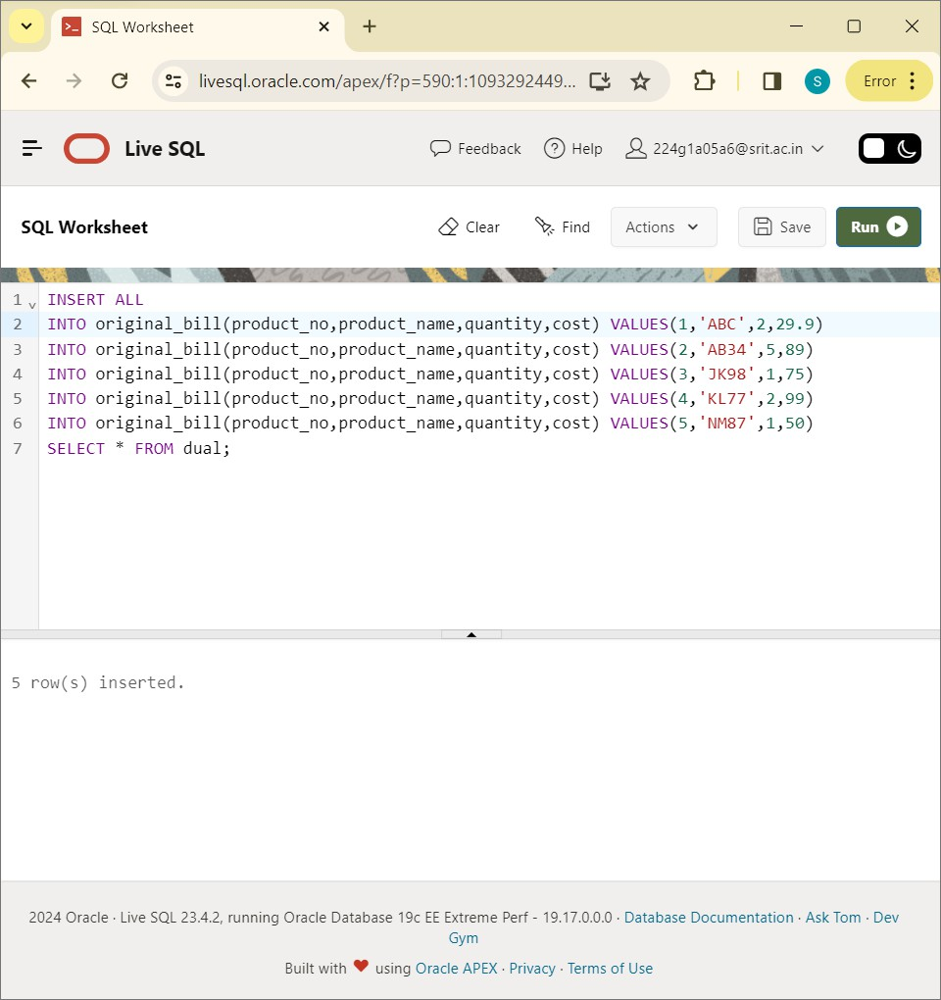 SQL Worksheet
livesql.oracle.com/apex/f?p=590:1:1093292449...
S
Error
Live SQL
Feedback
Help
224g1a05a6@srit.ac.in
SQL Worksheet
Clear
Find
Actions
Save
Run
1 INSERT ALL
2 INTO original_bill(product_no,product_name,quantity,cost) VALUES(1,'ABC',2,29.9)
3 INTO original_bill(product_no,product_name,quantity,cost) VALUES(2,'AB34',5,89)
4 INTO original_bill(product_no,product_name,quantity,cost) VALUES(3,'JK98',1,75)
5 INTO original_bill(product_no,product_name,quantity,cost) VALUES(4,'KL77',2,99)
6 INTO original_bill(product_no,product_name,quantity,cost) VALUES(5,'NM87',1,50)
7 SELECT * FROM dual;
5 row(s) inserted.
2024 Oracle · Live SQL 23.4.2, running Oracle Database 19c EE Extreme Perf - 19.17.0.0.0 · Database Documentation · Ask Tom · Dev
Gym
Built with ❤ using Oracle APEX · Privacy · Terms of Use